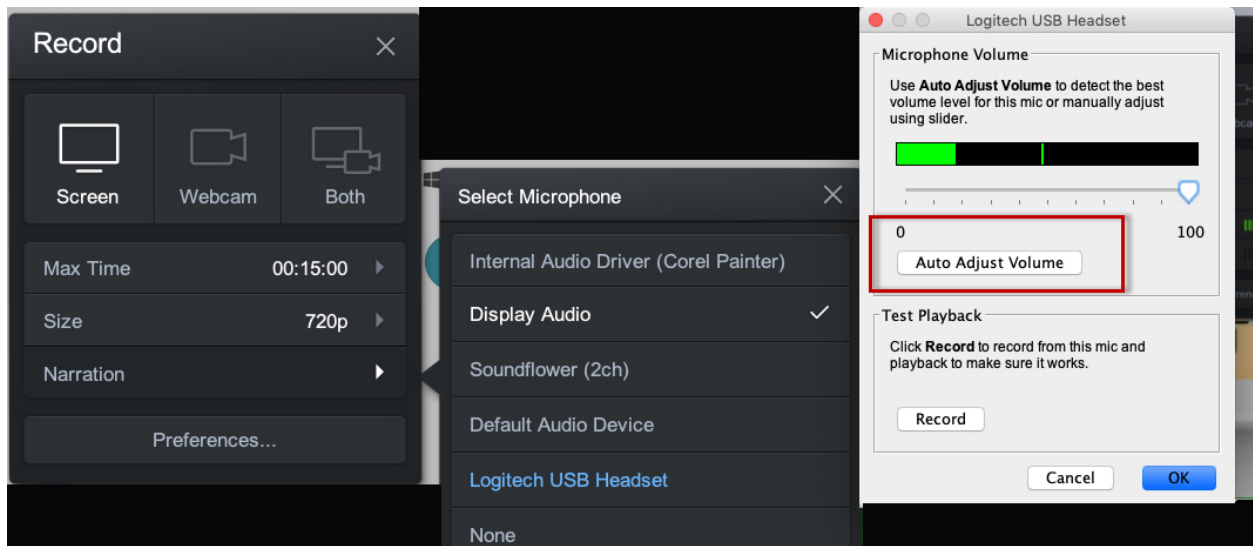 Record
Screen
Webcam
Both
Max Time 00:15:00
Size 720p
Narration
Preferences...
Select Microphone
Internal Audio Driver (Corel Painter)
Display Audio
Soundflower (2ch)
Default Audio Device
Logitech USB Headset
None
Logitech USB Headset
Microphone Volume
Use Auto Adjust Volume to detect the best
volume level for this mic or manually adjust
using slider.
0 100
Auto Adjust Volume
Test Playback
Click Record to record from this mic and
playback to make sure it works.
Record
Cancel OK